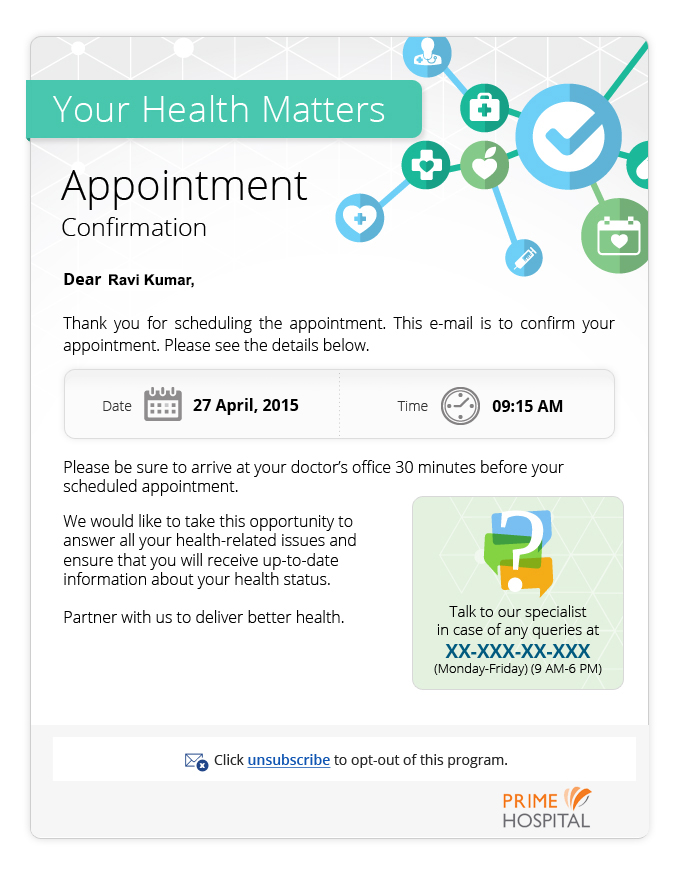 Your Health Matters
Appointment
Confirmation
Dear Ravi Kumar,
Thank you for scheduling the appointment. This e-mail is to confirm your
appointment. Please see the details below.
Date 27 April, 2015 Time 09:15 AM
Please be sure to arrive at your doctor’s office 30 minutes before your
scheduled appointment.
We would like to take this opportunity to
answer all your health-related issues and
ensure that you will receive up-to-date
information about your health status.
Partner with us to deliver better health.
?
Talk to our specialist
in case of any queries at
XX-XXX-XX-XXX
(Monday-Friday) (9 AM-6 PM)
Click unsubscribe to opt-out of this program.
PRIME
HOSPITAL